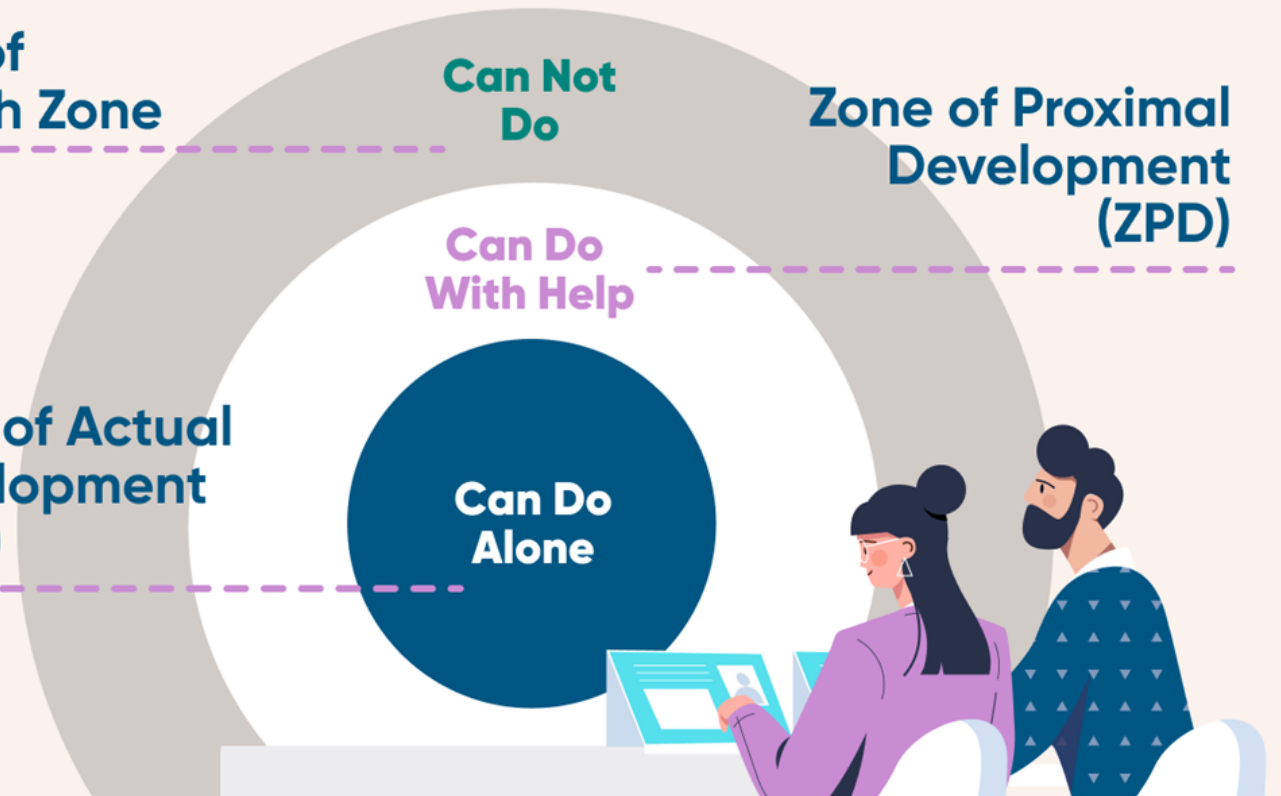 of
h Zone
Can Not
Do
Zone of Proximal
Development
(ZPD)
Can Do
With Help
of Actual
lopment
)
Can Do
Alone